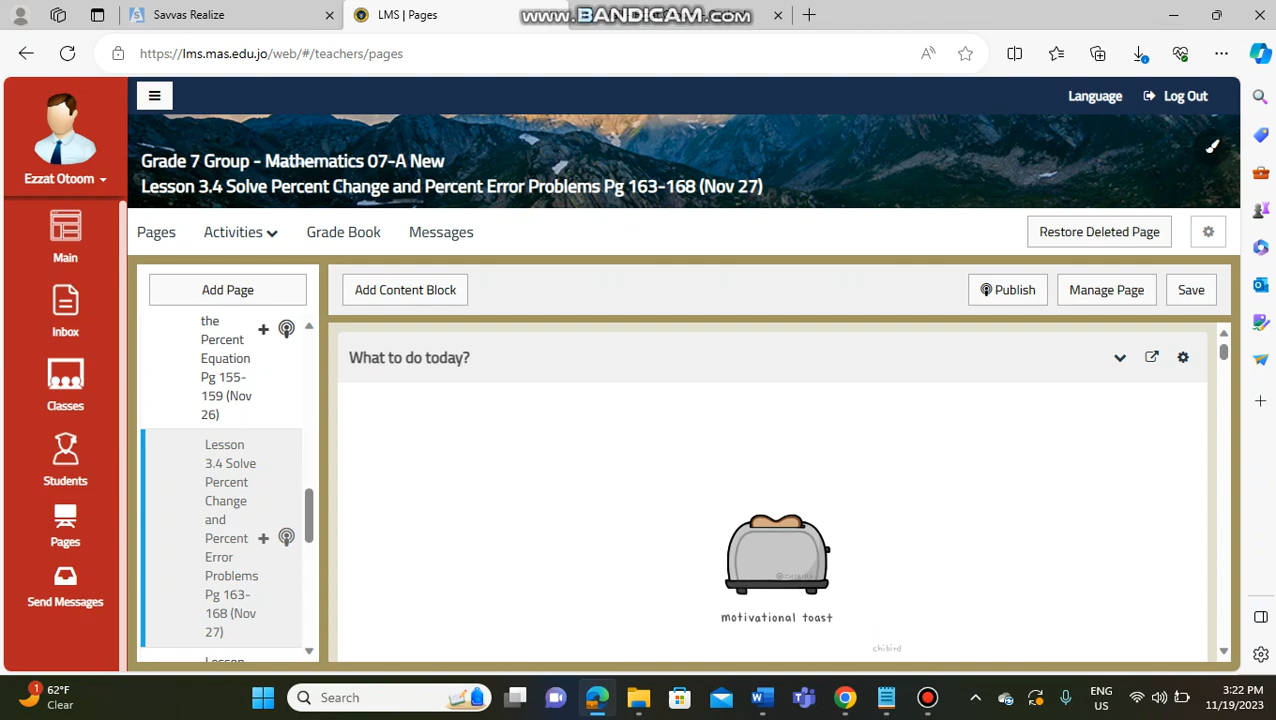 Savvas Realize
LMS | Pages
www.BANDICAM.com
https://lms.mas.edu.jo/web/#/teachers/pages
Language
Log Out
Grade 7 Group - Mathematics 07-A New
Lesson 3.4 Solve Percent Change and Percent Error Problems Pg 163-168 (Nov 27)
Ezzat Otoom
Main
Inbox
Classes
Students
Pages
Send Messages
Pages
Activities
Grade Book
Messages
Restore Deleted Page
Add Page
Add Content Block
Publish
Manage Page
Save
the
Percent
Equation
Pg 155-
159 (Nov
26)
Lesson
3.4 Solve
Percent
Change
and
Percent
Error
Problems
Pg 163-
168 (Nov
27)
Lesson
What to do today?
motivational toast
chibird
1
62°F
Clear
Search
ENG
US
3:22 PM
11/19/2023